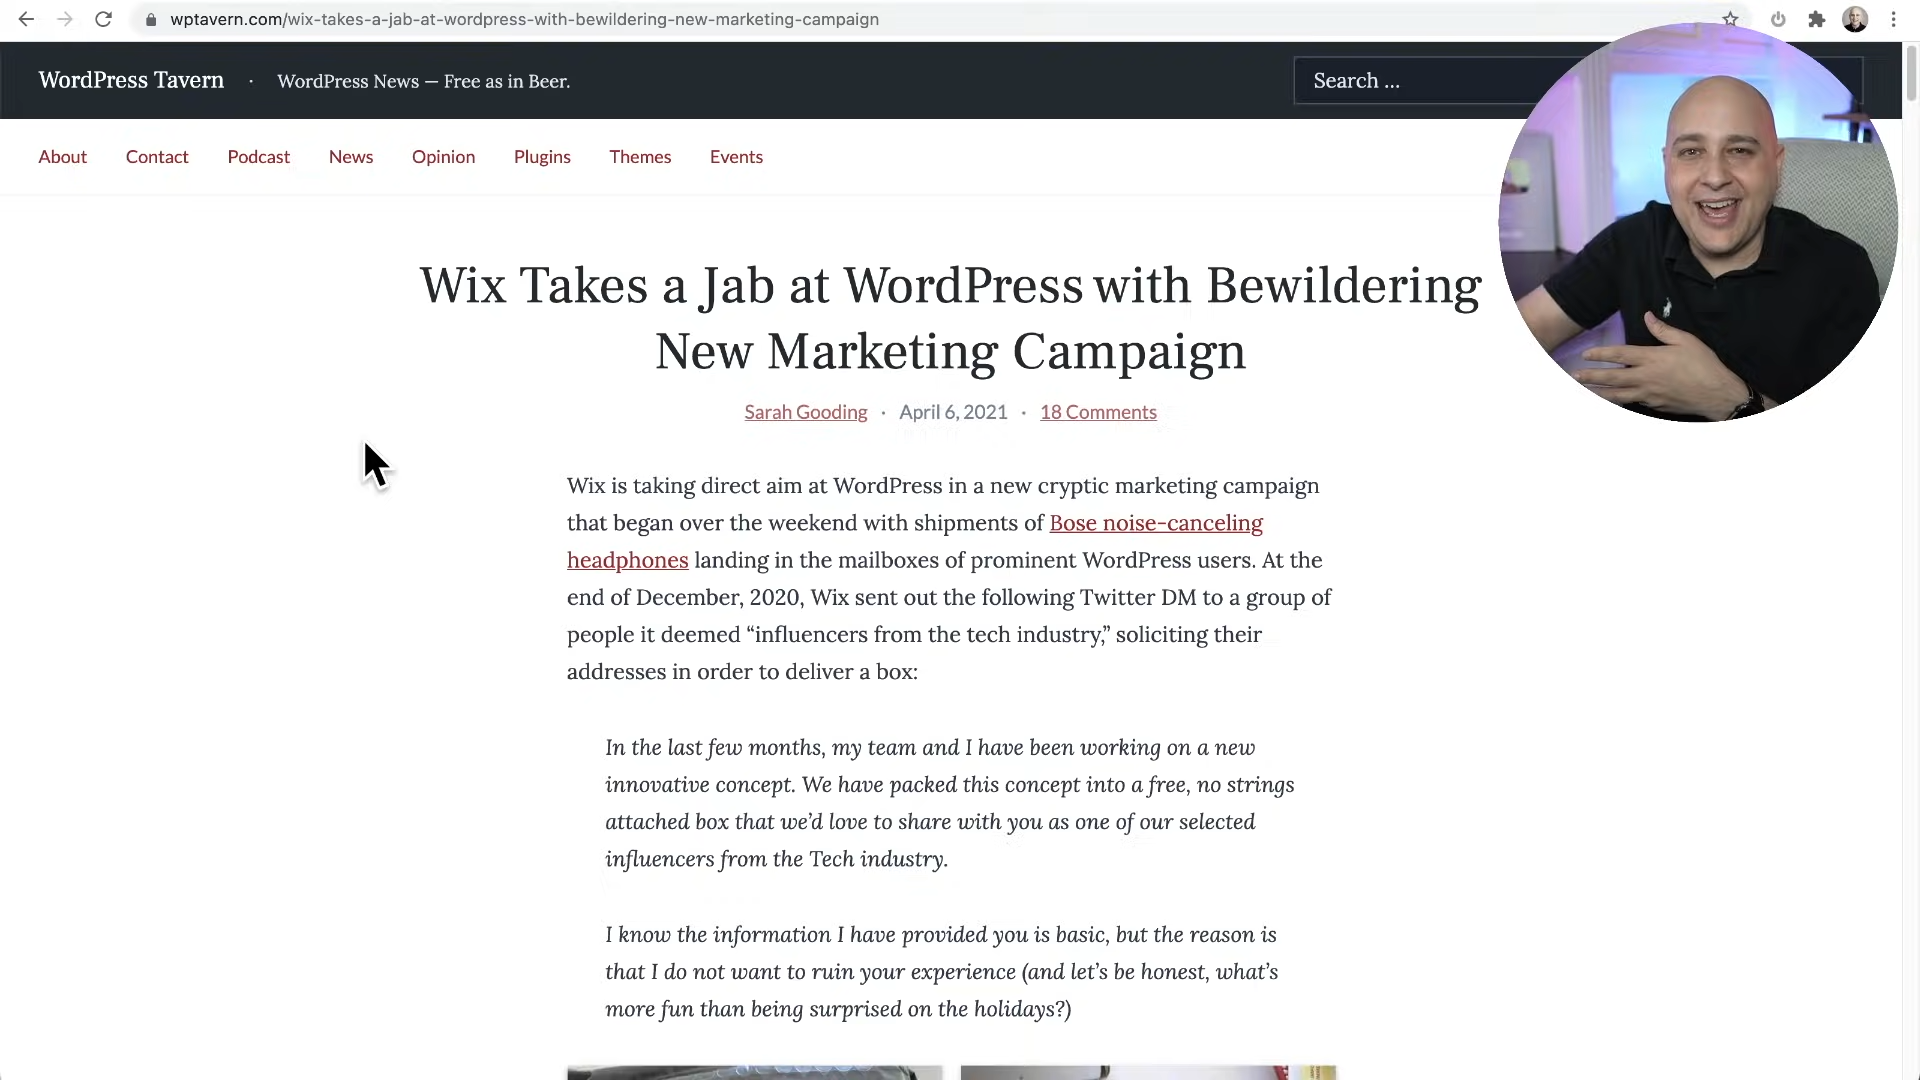 wptavern.com/wix-takes-a-jab-at-wordpress-with-bewildering-new-marketing-campaign
WordPress Tavern · WordPress News — Free as in Beer.
Search ...
About Contact Podcast News Opinion Plugins Themes Events
Wix Takes a Jab at WordPress with Bewildering
New Marketing Campaign
Sarah Gooding · April 6, 2021 · 18 Comments
Wix is taking direct aim at WordPress in a new cryptic marketing campaign
that began over the weekend with shipments of Bose noise-canceling
headphones landing in the mailboxes of prominent WordPress users. At the
end of December, 2020, Wix sent out the following Twitter DM to a group of
people it deemed “influencers from the tech industry,” soliciting their
addresses in order to deliver a box:
In the last few months, my team and I have been working on a new
innovative concept. We have packed this concept into a free, no strings
attached box that we’d love to share with you as one of our selected
influencers from the Tech industry.
I know the information I have provided you is basic, but the reason is
that I do not want to ruin your experience (and let’s be honest, what’s
more fun than being surprised on the holidays?)